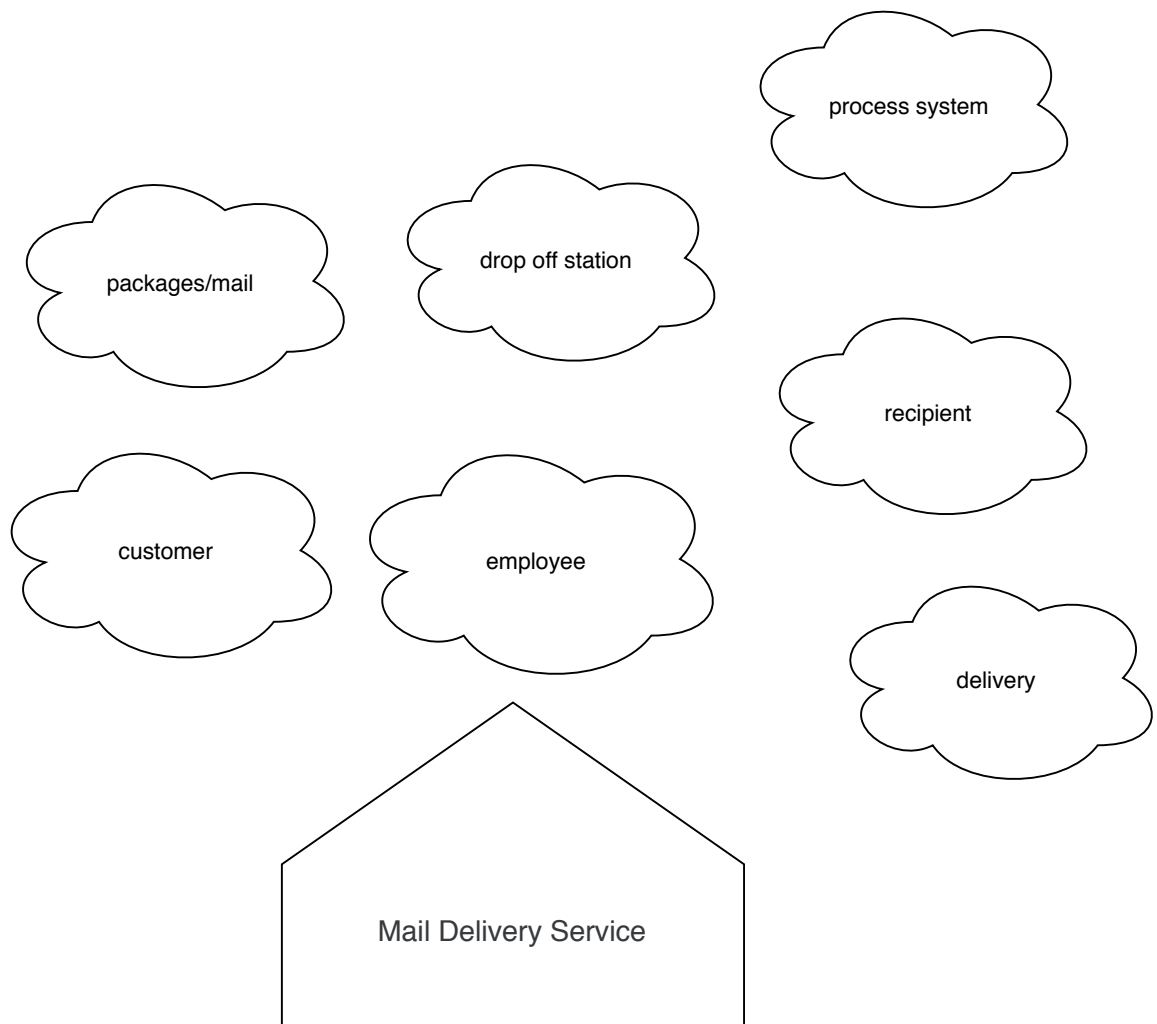 process system
drop off station
packages/mail
recipient
customer
employee
delivery
Mail Delivery Service